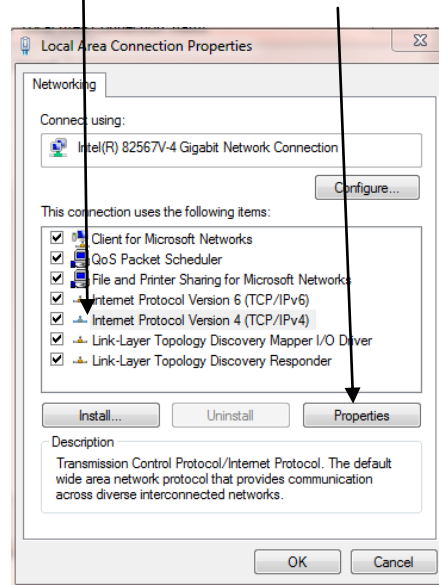 Local Area Connection Properties
Networking
Connect using:
Intel(R) 82567V-4 Gigabit Network Connection
Configure...
This connection uses the following items:
Client for Microsoft Networks
QoS Packet Scheduler
File and Printer Sharing for Microsoft Networks
Internet Protocol Version 6 (TCP/IPv6)
Internet Protocol Version 4 (TCP/IPv4)
Link-Layer Topology Discovery Mapper I/O Driver
Link-Layer Topology Discovery Responder
Install... Uninstall Properties
Description
Transmission Control Protocol/Internet Protocol. The default
wide area network protocol that provides communication
across diverse interconnected networks.
OK Cancel